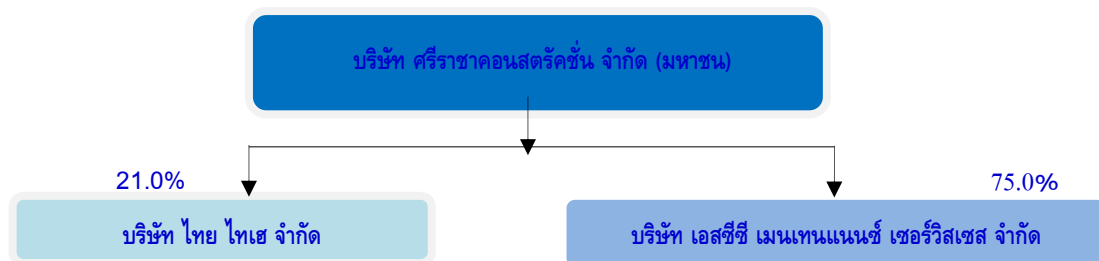 บริษัท ศรีราชาคอนสตรัคชั่น จำกัด (มหาชน)
21.0%
75.0%
บริษัท ไทย ไทเฮ จำกัด
บริษัท เอสซีซี เมนเทนแนนซ์ เซอร์วิสเซส จำกัด